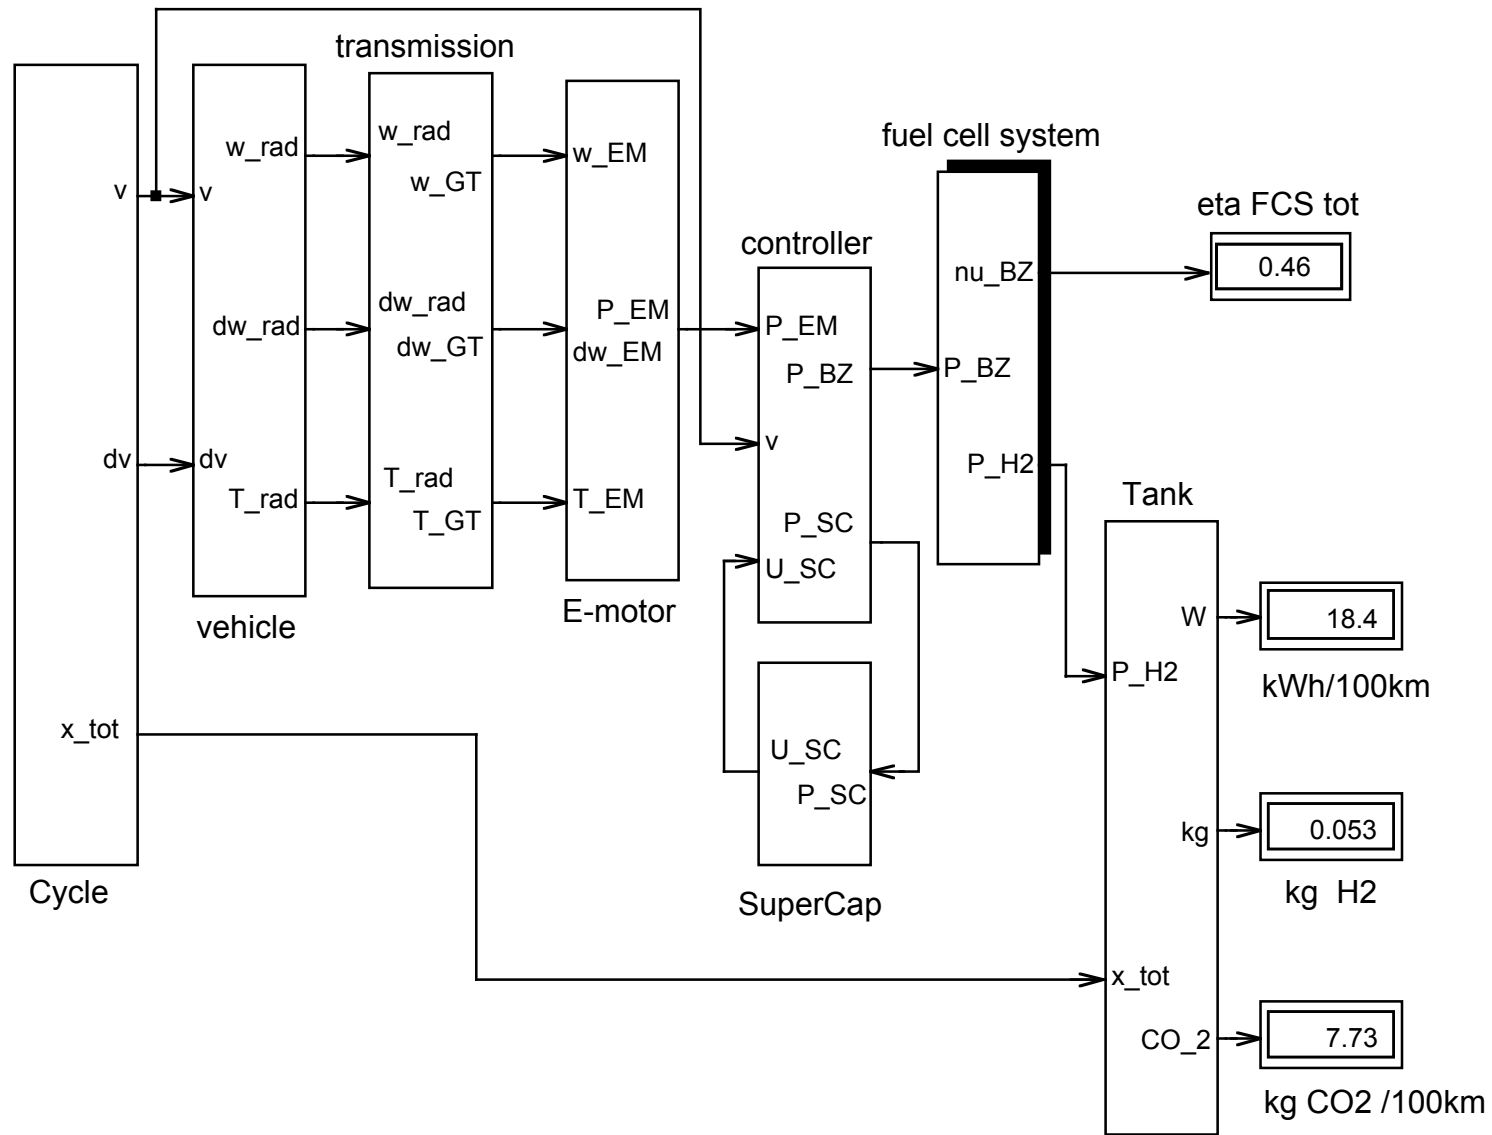 transmission
fuel cell system
eta FCS tot
controller
Tank
v
dv
x_tot
Cycle
v
dv
w_rad
dw_rad
T_rad
vehicle
w_rad
w_GT
dw_rad
dw_GT
T_rad
T_GT
w_EM
P_EM
dw_EM
T_EM
E-motor
P_EM
P_BZ
v
P_SC
U_SC
U_SC
P_SC
SuperCap
nu_BZ
P_BZ
P_H2
0.46
W
P_H2
kg
x_tot
CO_2
18.4
kWh/100km
0.053
kg H2
7.73
kg CO2 /100km